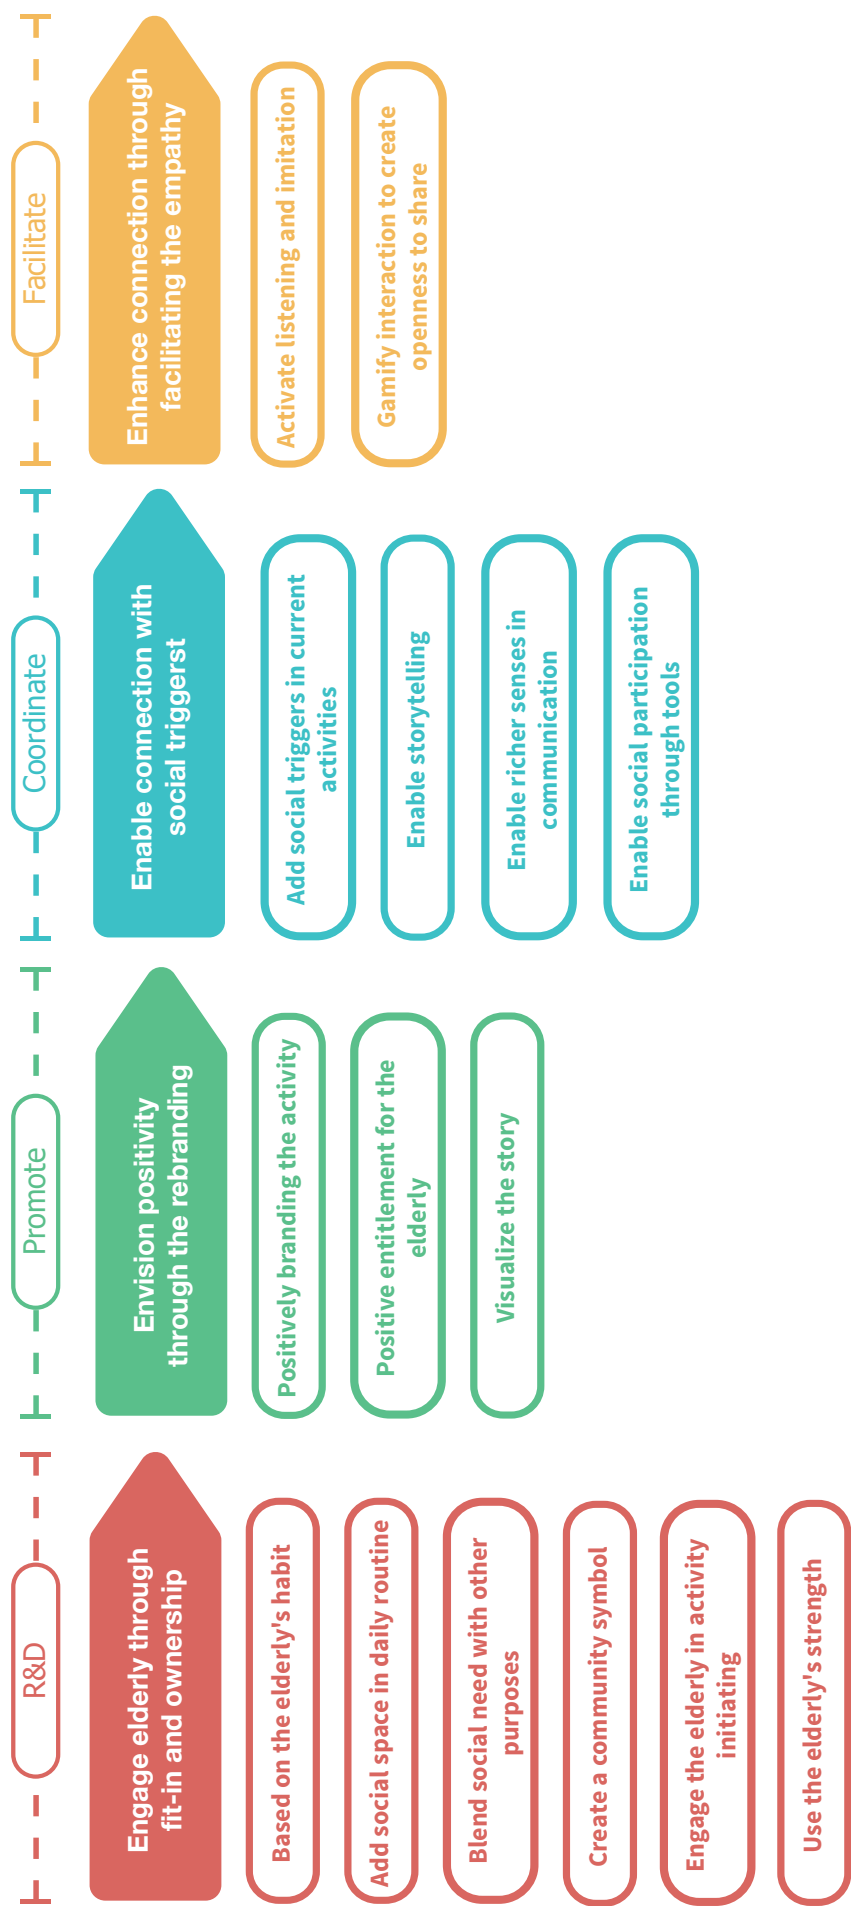 R&D
Engage elderly through
fit-in and ownership
Based on the elderly's habit
Add social space in daily routine
Blend social need with other
purposes
Create a community symbol
Engage the elderly in activity
initiating
Use the elderly's strength
Promote
Envision positivity
through the rebranding
Positively branding the activity
Positive entitlement for the
elderly
Visualize the story
Coordinate
Enable connection with
social triggerst
Add social triggers in current
activities
Enable storytelling
Enable richer senses in
communication
Enable social participation
through tools
Facilitate
Enhance connection through
facilitating the empathy
Activate listening and imitation
Gamify interaction to create
openness to share